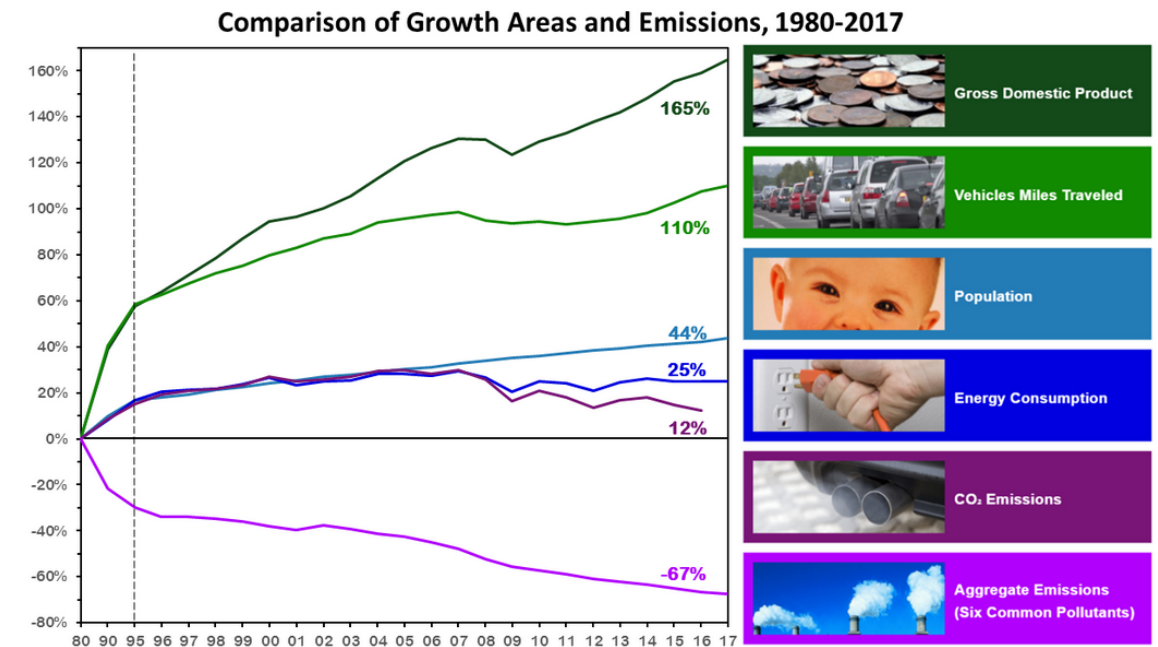 Comparison of Growth Areas and Emissions, 1980-2017
160%
140%
120%
100%
80%
60%
40%
20%
0%
-20%
-40%
-60%
-80%
165%
110%
44%
25%
12%
-67%
80 90 95 96 97 98 99 00 01 02 03 04 05 06 07 08 09 10 11 12 13 14 15 16 17
Gross Domestic Product
Vehicles Miles Traveled
Population
Energy Consumption
CO₂ Emissions
Aggregate Emissions
(Six Common Pollutants)